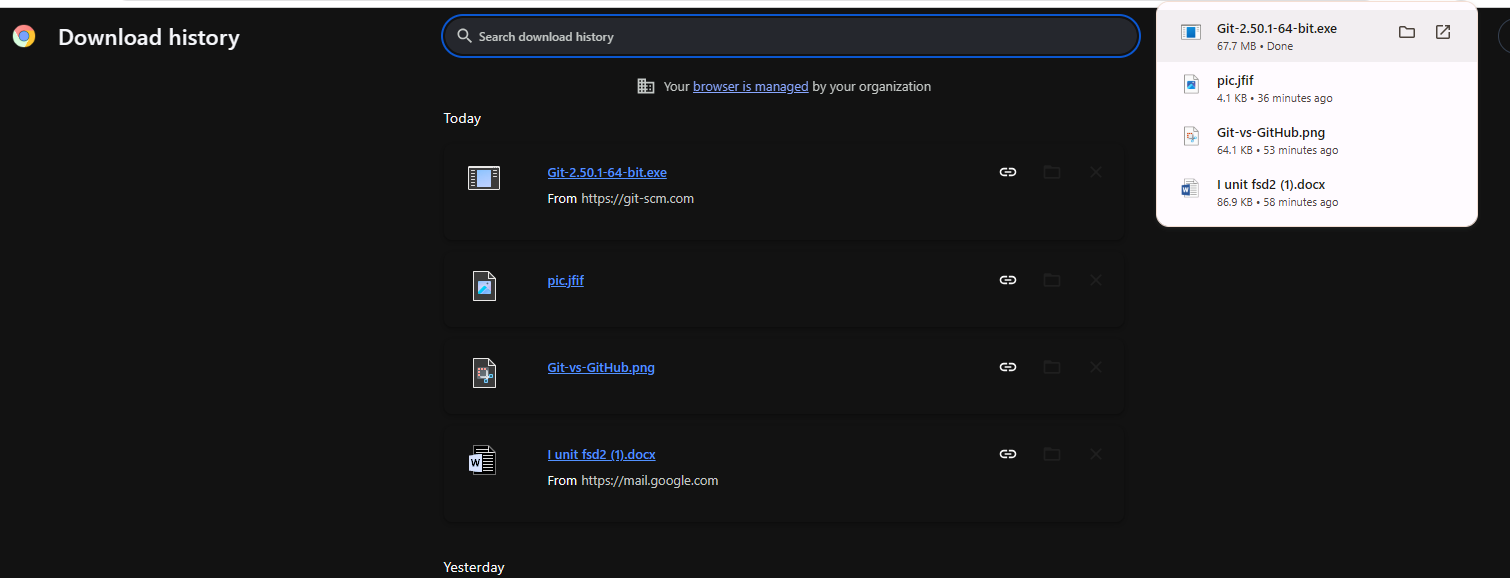 Download history
Search download history
Your browser is managed by your organization
Today
Git-2.50.1-64-bit.exe
From https://git-scm.com
pic.jfif
Git-vs-GitHub.png
W
I unit fsd2 (1).docx
From https://mail.google.com
Yesterday
Git-2.50.1-64-bit.exe
67.7 MB • Done
pic.jfif
4.1 KB • 36 minutes ago
Git-vs-GitHub.png
64.1 KB • 53 minutes ago
W
I unit fsd2 (1).docx
86.9 KB • 58 minutes ago